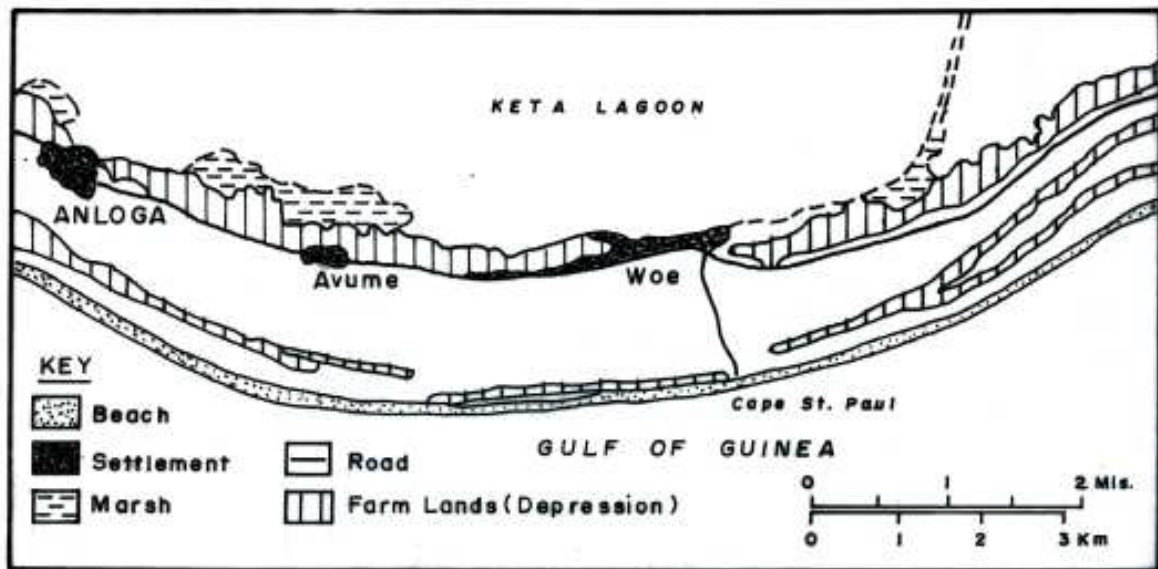 KETA LAGOON
ANLOGA
Avume
Woe
Cape St. Paul
GULF OF GUINEA
KEY
Beach
Settlement
Marsh
Road
Farm Lands (Depression)
0 1 2 Mls.
0 1 2 3 Km